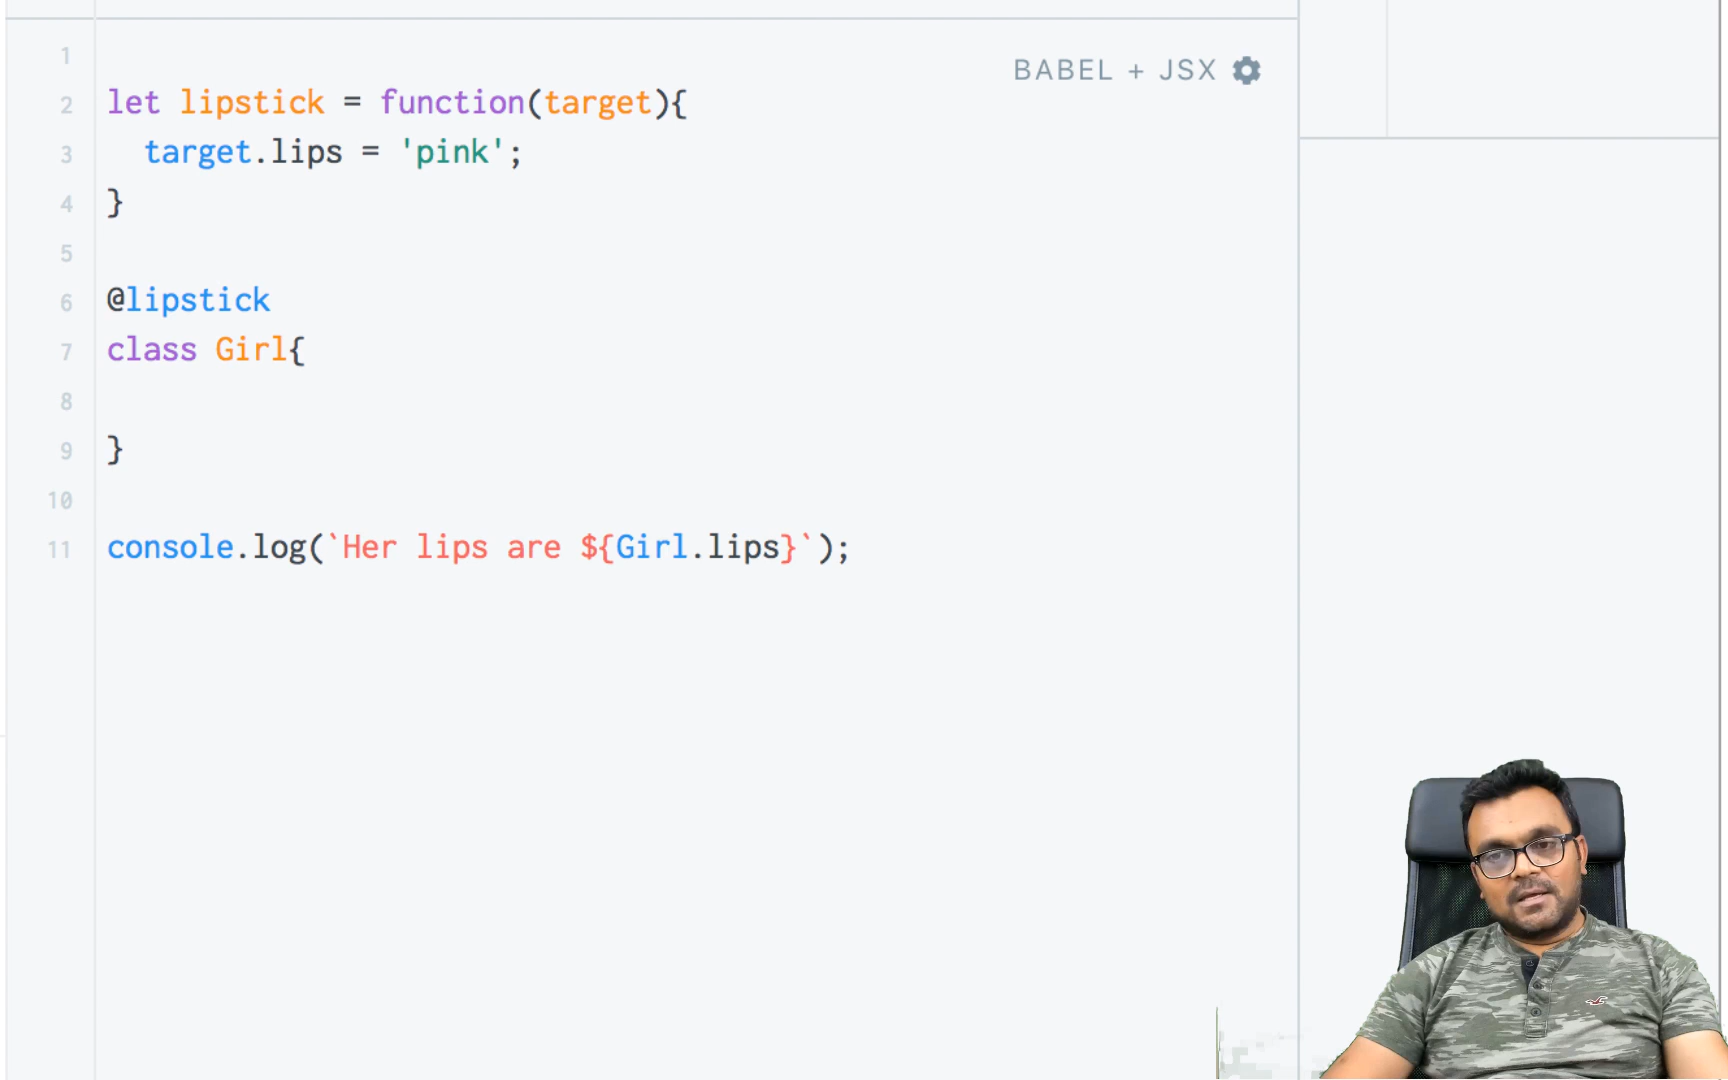 BABEL + JSX
1
2 let lipstick = function(target){
3   target.lips = 'pink';
4 }
5
6 @lipstick
7 class Girl{
8
9 }
10
11 console.log(`Her lips are ${Girl.lips}`);